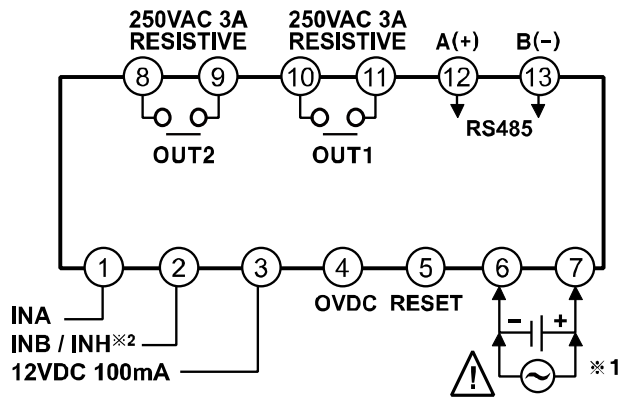 250VAC 3A 250VAC 3A
RESISTIVE RESISTIVE A(+) B(−)
8 9 10 11 12 13
RS485
OUT2 OUT1
1 2 3 4 5 6 7
OVDC RESET
INA
INB / INH※2
12VDC 100mA
− +
! ※1